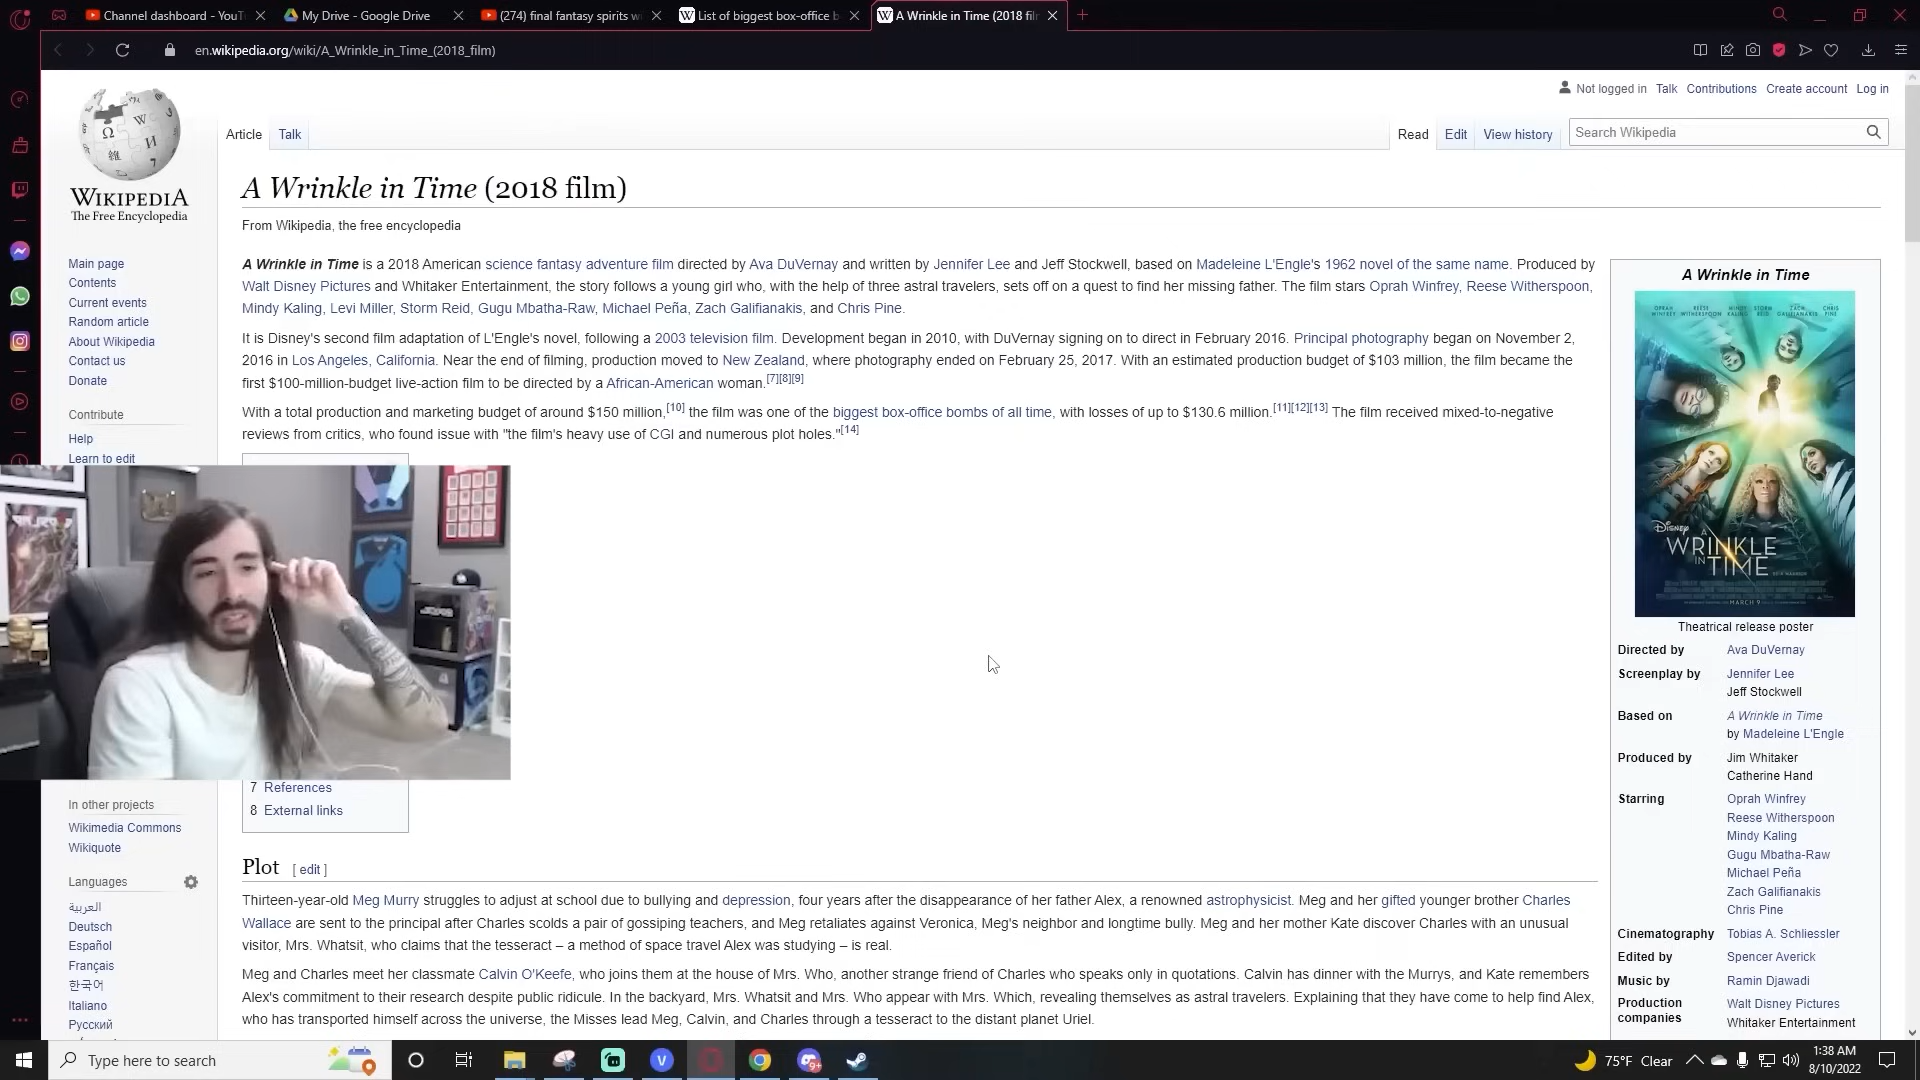 Channel dashboard - YouT
My Drive - Google Drive
(274) final fantasy spirits w
List of biggest box-office b
A Wrinkle in Time (2018 fil
en.wikipedia.org/wiki/A_Wrinkle_in_Time_(2018_film)
Not logged in Talk Contributions Create account Log in
Article Talk
Read Edit View history Search Wikipedia
WIKIPEDIA
The Free Encyclopedia
Main page
Contents
Current events
Random article
About Wikipedia
Contact us
Donate
Contribute
Help
Learn to edit
A Wrinkle in Time (2018 film)
From Wikipedia, the free encyclopedia
A Wrinkle in Time is a 2018 American science fantasy adventure film directed by Ava DuVernay and written by Jennifer Lee and Jeff Stockwell, based on Madeleine L'Engle's 1962 novel of the same name. Produced by
Walt Disney Pictures and Whitaker Entertainment, the story follows a young girl who, with the help of three astral travelers, sets off on a quest to find her missing father. The film stars Oprah Winfrey, Reese Witherspoon,
Mindy Kaling, Levi Miller, Storm Reid, Gugu Mbatha-Raw, Michael Peña, Zach Galifianakis, and Chris Pine.
It is Disney's second film adaptation of L'Engle's novel, following a 2003 television film. Development began in 2010, with DuVernay signing on to direct in February 2016. Principal photography began on November 2,
2016 in Los Angeles, California. Near the end of filming, production moved to New Zealand, where photography ended on February 25, 2017. With an estimated production budget of $103 million, the film became the
first $100-million-budget live-action film to be directed by a African-American woman.[7][8][9]
With a total production and marketing budget of around $150 million,[10] the film was one of the biggest box-office bombs of all time, with losses of up to $130.6 million.[11][12][13] The film received mixed-to-negative
reviews from critics, who found issue with "the film's heavy use of CGI and numerous plot holes."[14]
7 References
8 External links
In other projects
Wikimedia Commons
Wikiquote
Languages
العربية
Deutsch
Español
Français
한국어
Italiano
Русский
Plot [ edit ]
Thirteen-year-old Meg Murry struggles to adjust at school due to bullying and depression, four years after the disappearance of her father Alex, a renowned astrophysicist. Meg and her gifted younger brother Charles
Wallace are sent to the principal after Charles scolds a pair of gossiping teachers, and Meg retaliates against Veronica, Meg's neighbor and longtime bully. Meg and her mother Kate discover Charles with an unusual
visitor, Mrs. Whatsit, who claims that the tesseract – a method of space travel Alex was studying – is real.
Meg and Charles meet her classmate Calvin O'Keefe, who joins them at the house of Mrs. Who, another strange friend of Charles who speaks only in quotations. Calvin has dinner with the Murrys, and Kate remembers
Alex's commitment to their research despite public ridicule. In the backyard, Mrs. Whatsit and Mrs. Who appear with Mrs. Which, revealing themselves as astral travelers. Explaining that they have come to help find Alex,
who has transported himself across the universe, the Misses lead Meg, Calvin, and Charles through a tesseract to the distant planet Uriel.
A Wrinkle in Time
DISNEY
A
WRINKLE
IN TIME
MARCH 9
Theatrical release poster
Directed by Ava DuVernay
Screenplay by Jennifer Lee
Jeff Stockwell
Based on A Wrinkle in Time
by Madeleine L'Engle
Produced by Jim Whitaker
Catherine Hand
Starring Oprah Winfrey
Reese Witherspoon
Mindy Kaling
Gugu Mbatha-Raw
Michael Peña
Zach Galifianakis
Chris Pine
Cinematography Tobias A. Schliessler
Edited by Spencer Averick
Music by Ramin Djawadi
Production Walt Disney Pictures
companies Whitaker Entertainment
Type here to search
9+
75°F Clear
1:38 AM
8/10/2022